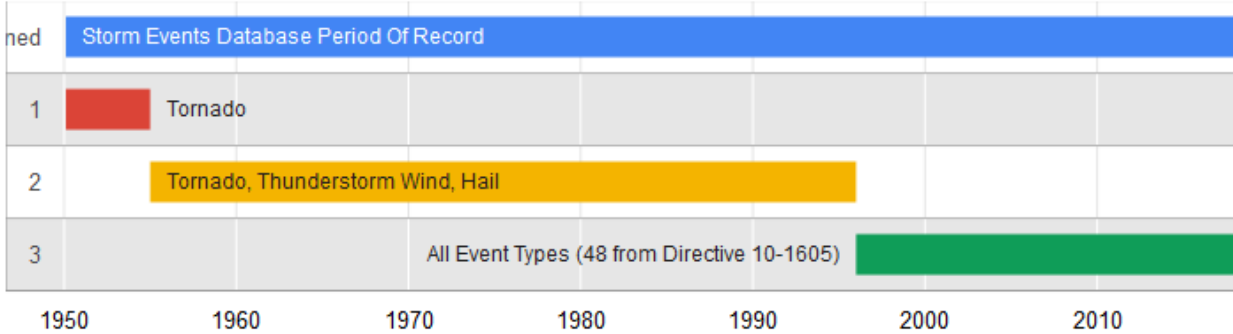 ned Storm Events Database Period Of Record
1 Tornado
2 Tornado, Thunderstorm Wind, Hail
3 All Event Types (48 from Directive 10-1605)
1950 1960 1970 1980 1990 2000 2010